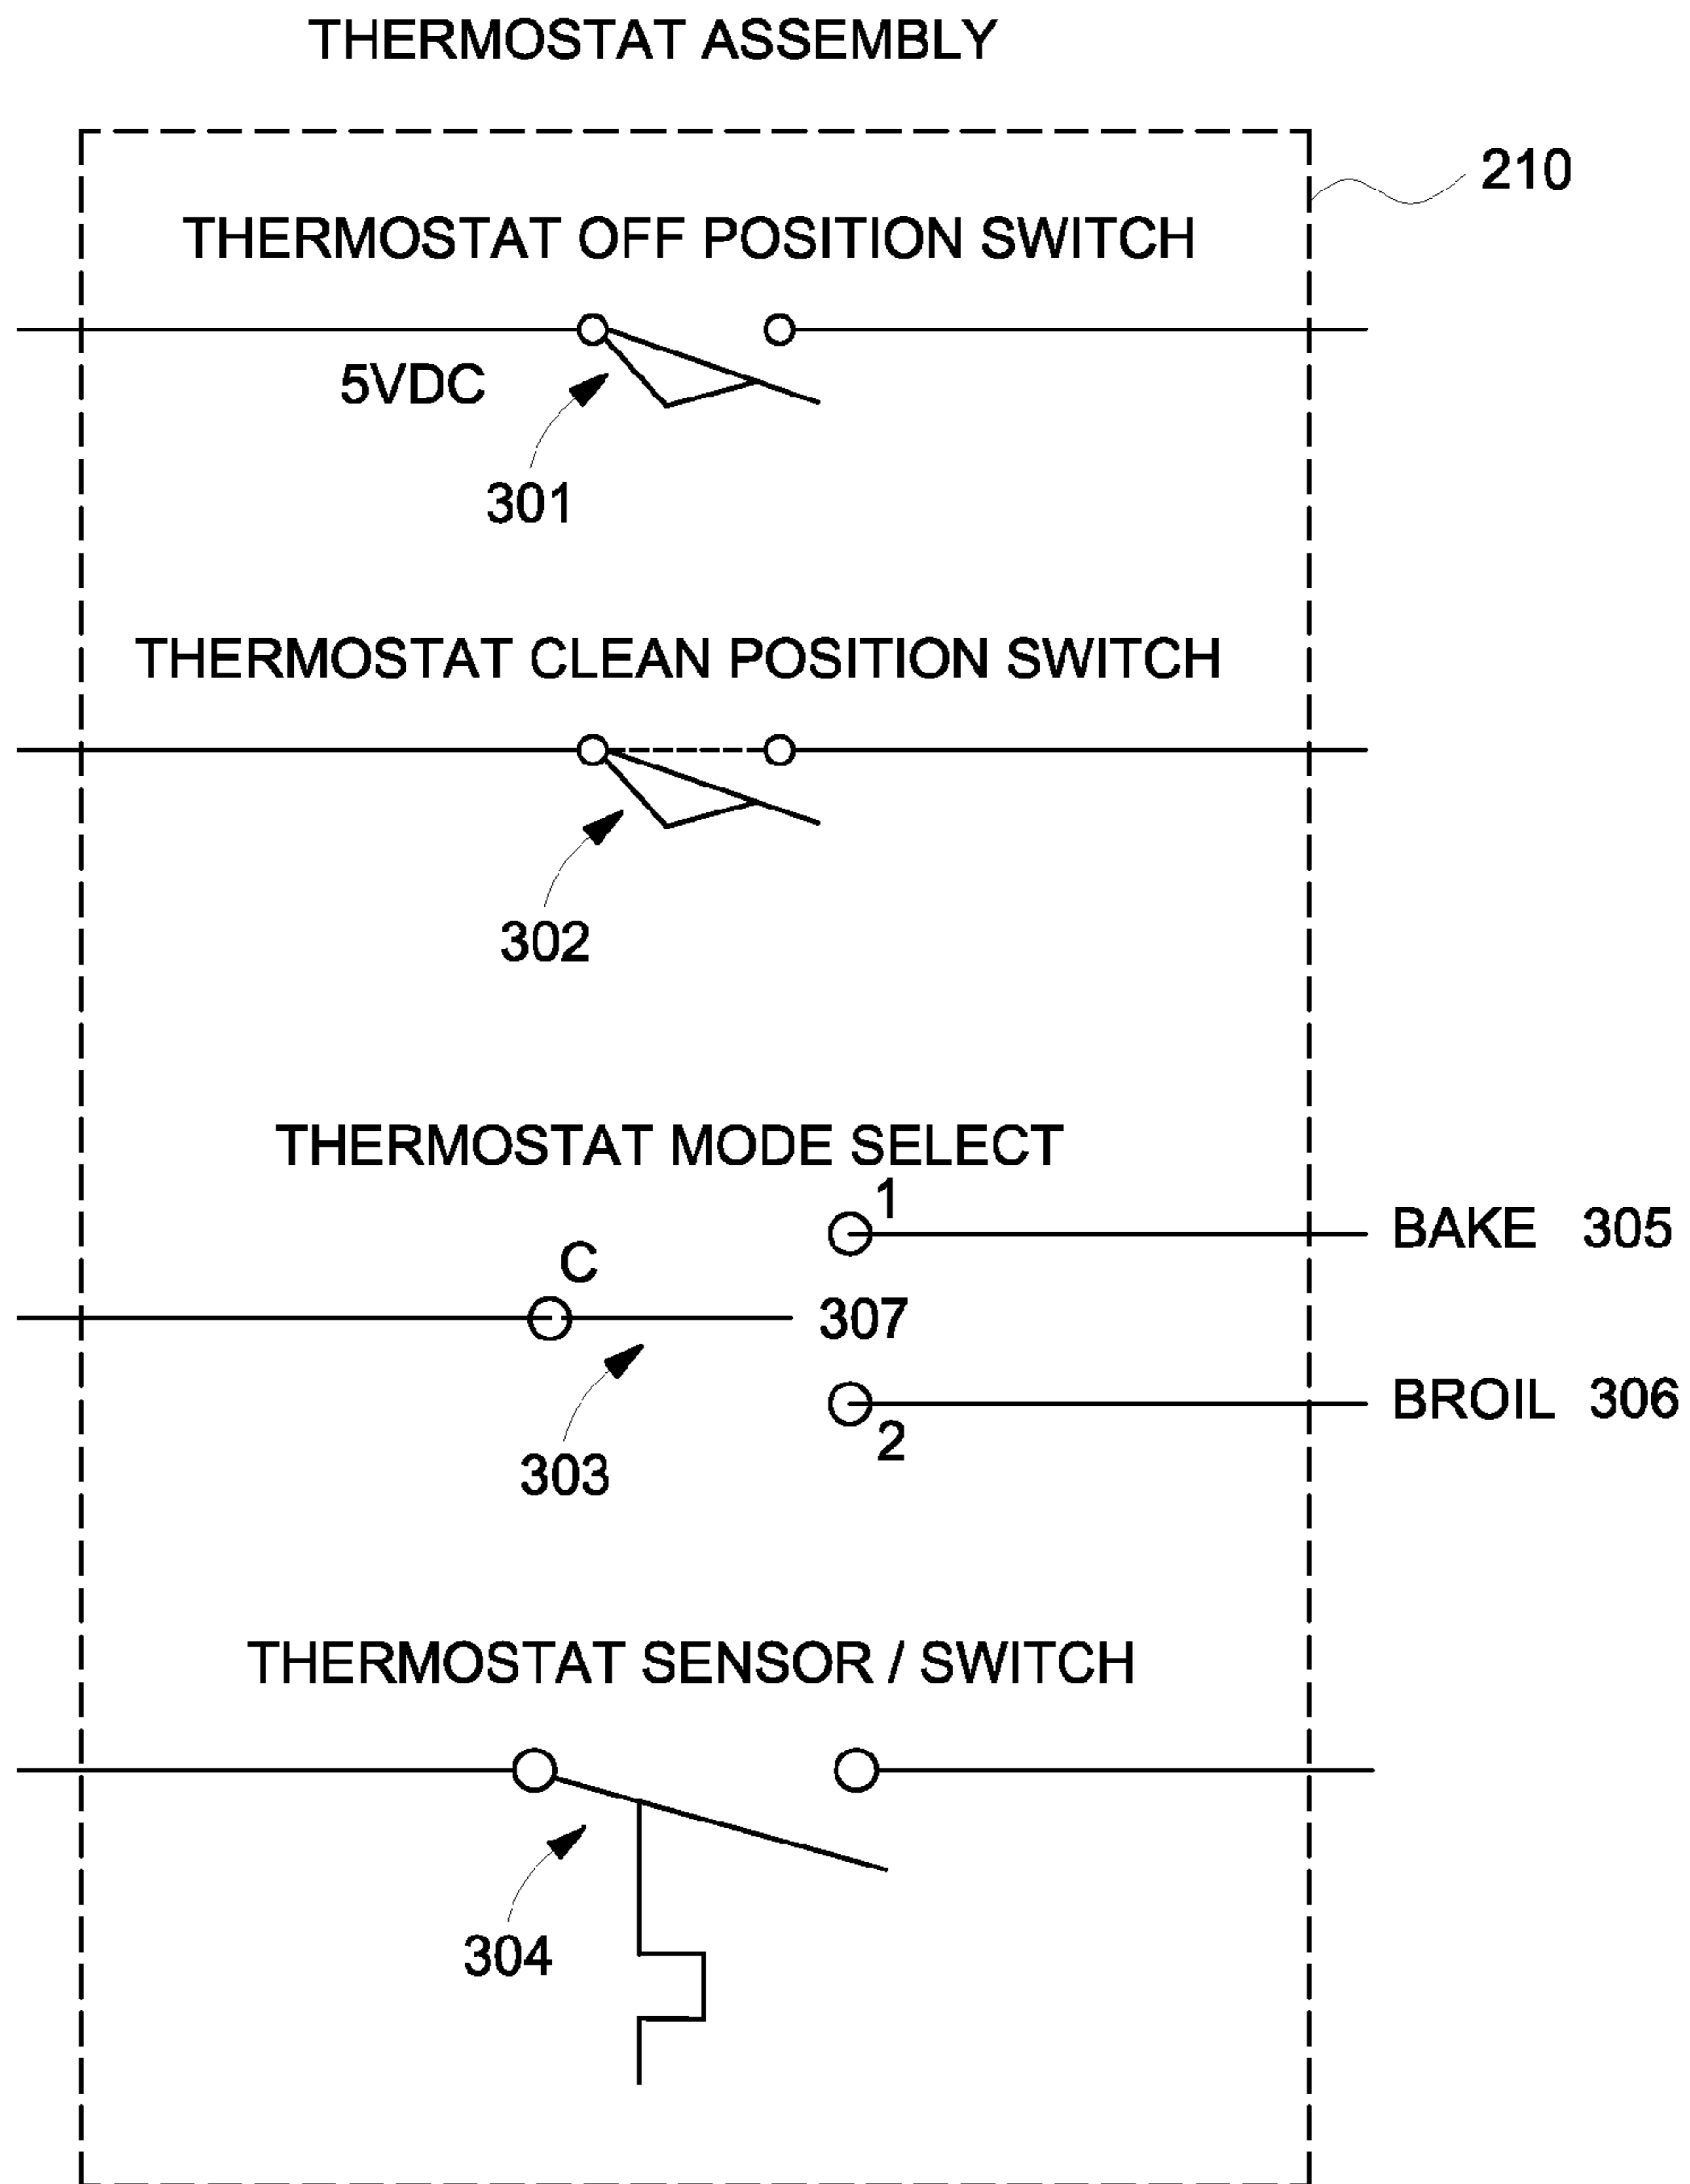 THERMOSTAT ASSEMBLY
210
THERMOSTAT OFF POSITION SWITCH
5VDC
301
THERMOSTAT CLEAN POSITION SWITCH
302
THERMOSTAT MODE SELECT
1
BAKE 305
C
307
BROIL 306
2
303
THERMOSTAT SENSOR / SWITCH
304